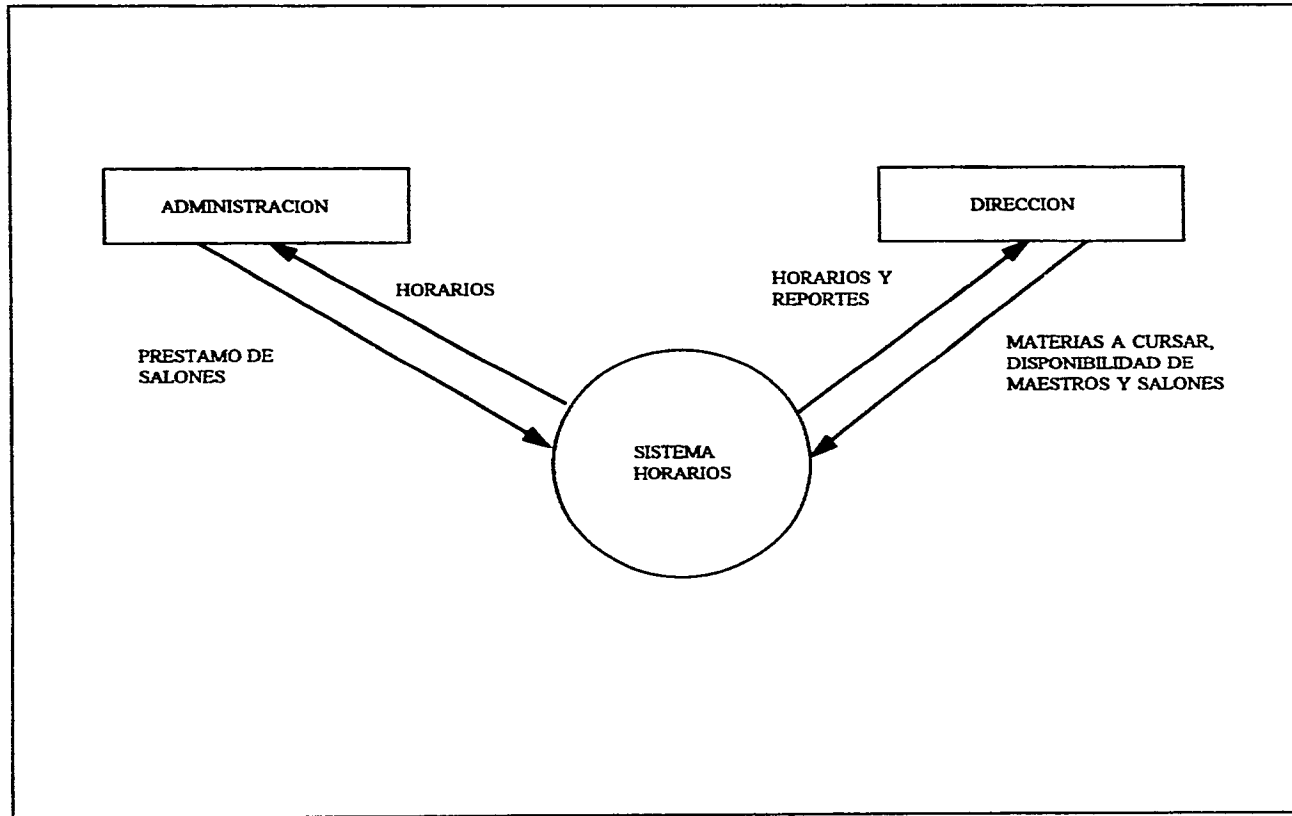 ADMINISTRACION
DIRECCION
HORARIOS
HORARIOS Y
REPORTES
PRESTAMO DE
SALONES
MATERIAS A CURSAR,
DISPONIBILIDAD DE
MAESTROS Y SALONES
SISTEMA
HORARIOS